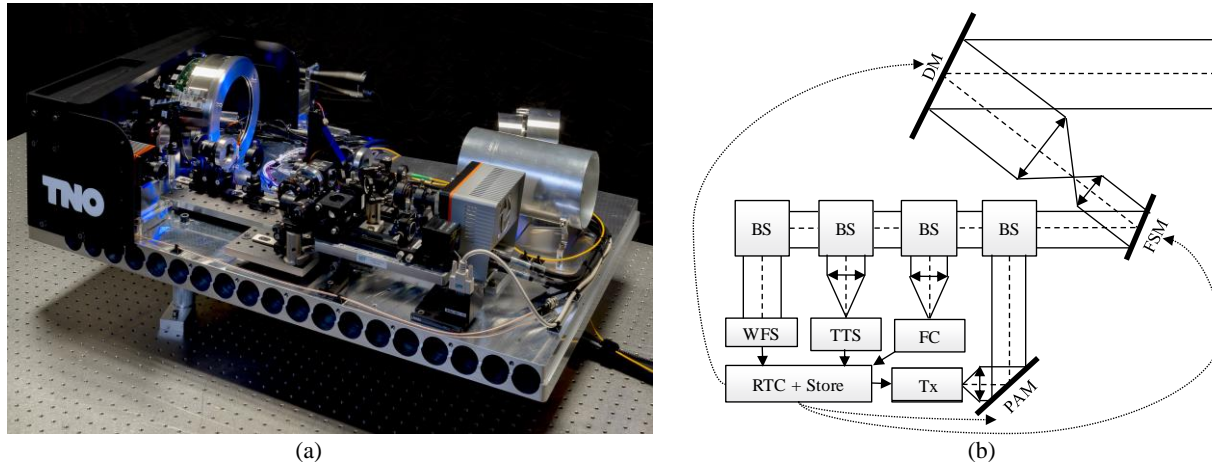 TNO
DM
FSM
BS BS BS BS
WFS TTS FC
RTC + Store Tx
PAM
(a) (b)